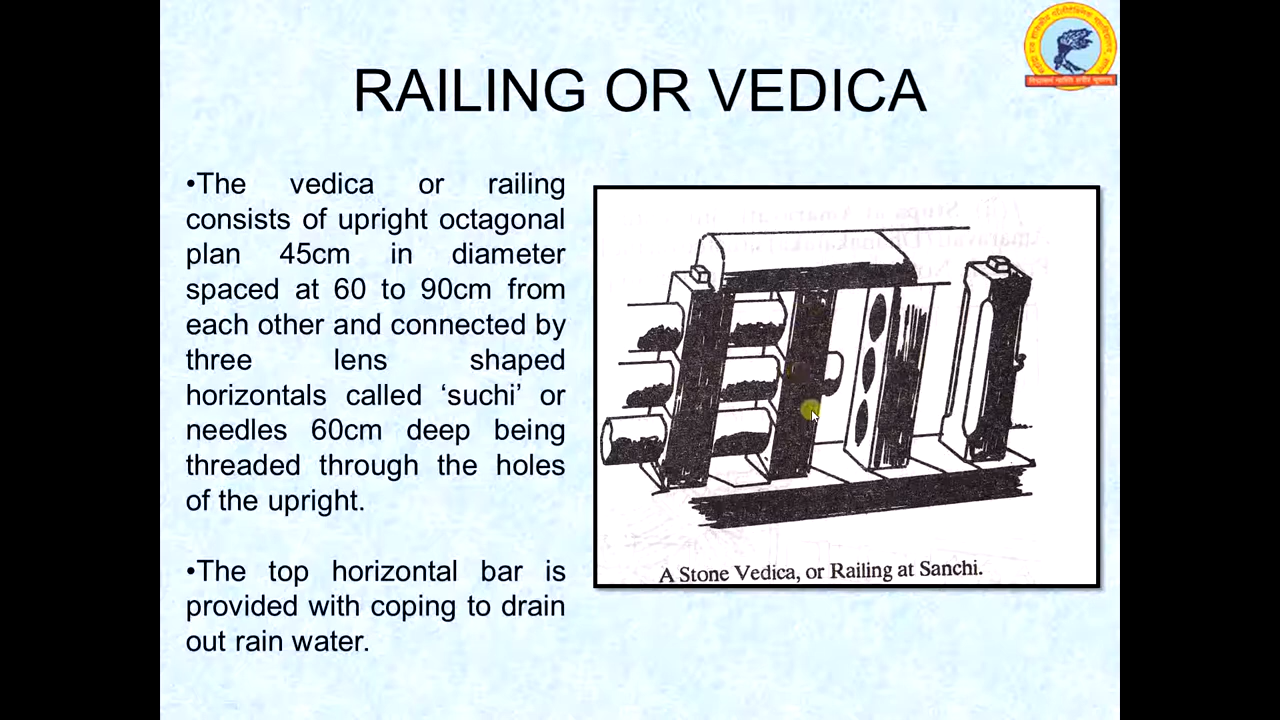 RAILING OR VEDICA
•The vedica or railing
consists of upright octagonal
plan 45cm in diameter
spaced at 60 to 90cm from
each other and connected by
three lens shaped
horizontals called ‘suchi’ or
needles 60cm deep being
threaded through the holes
of the upright.
•The top horizontal bar is
provided with coping to drain
out rain water.
A Stone Vedica, or Railing at Sanchi.